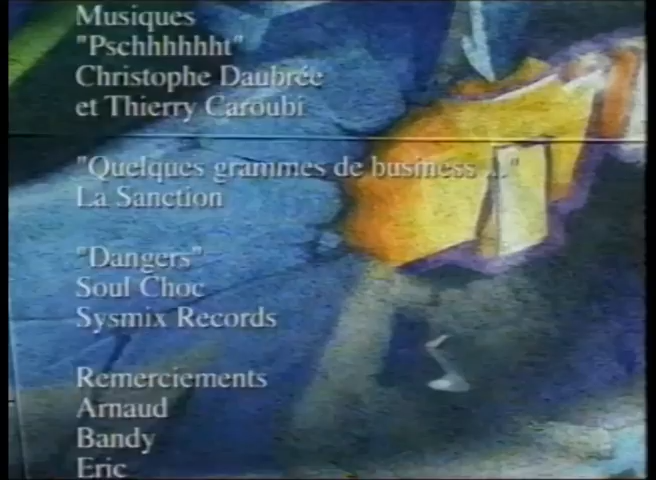 Musiques
"Pschhhhhht"
Christophe Daubrée
et Thierry Caroubi
"Quelques grammes de business ..."
La Sanction
"Dangers"
Soul Choc
Sysmix Records
Remerciements
Arnaud
Bandy
Eric